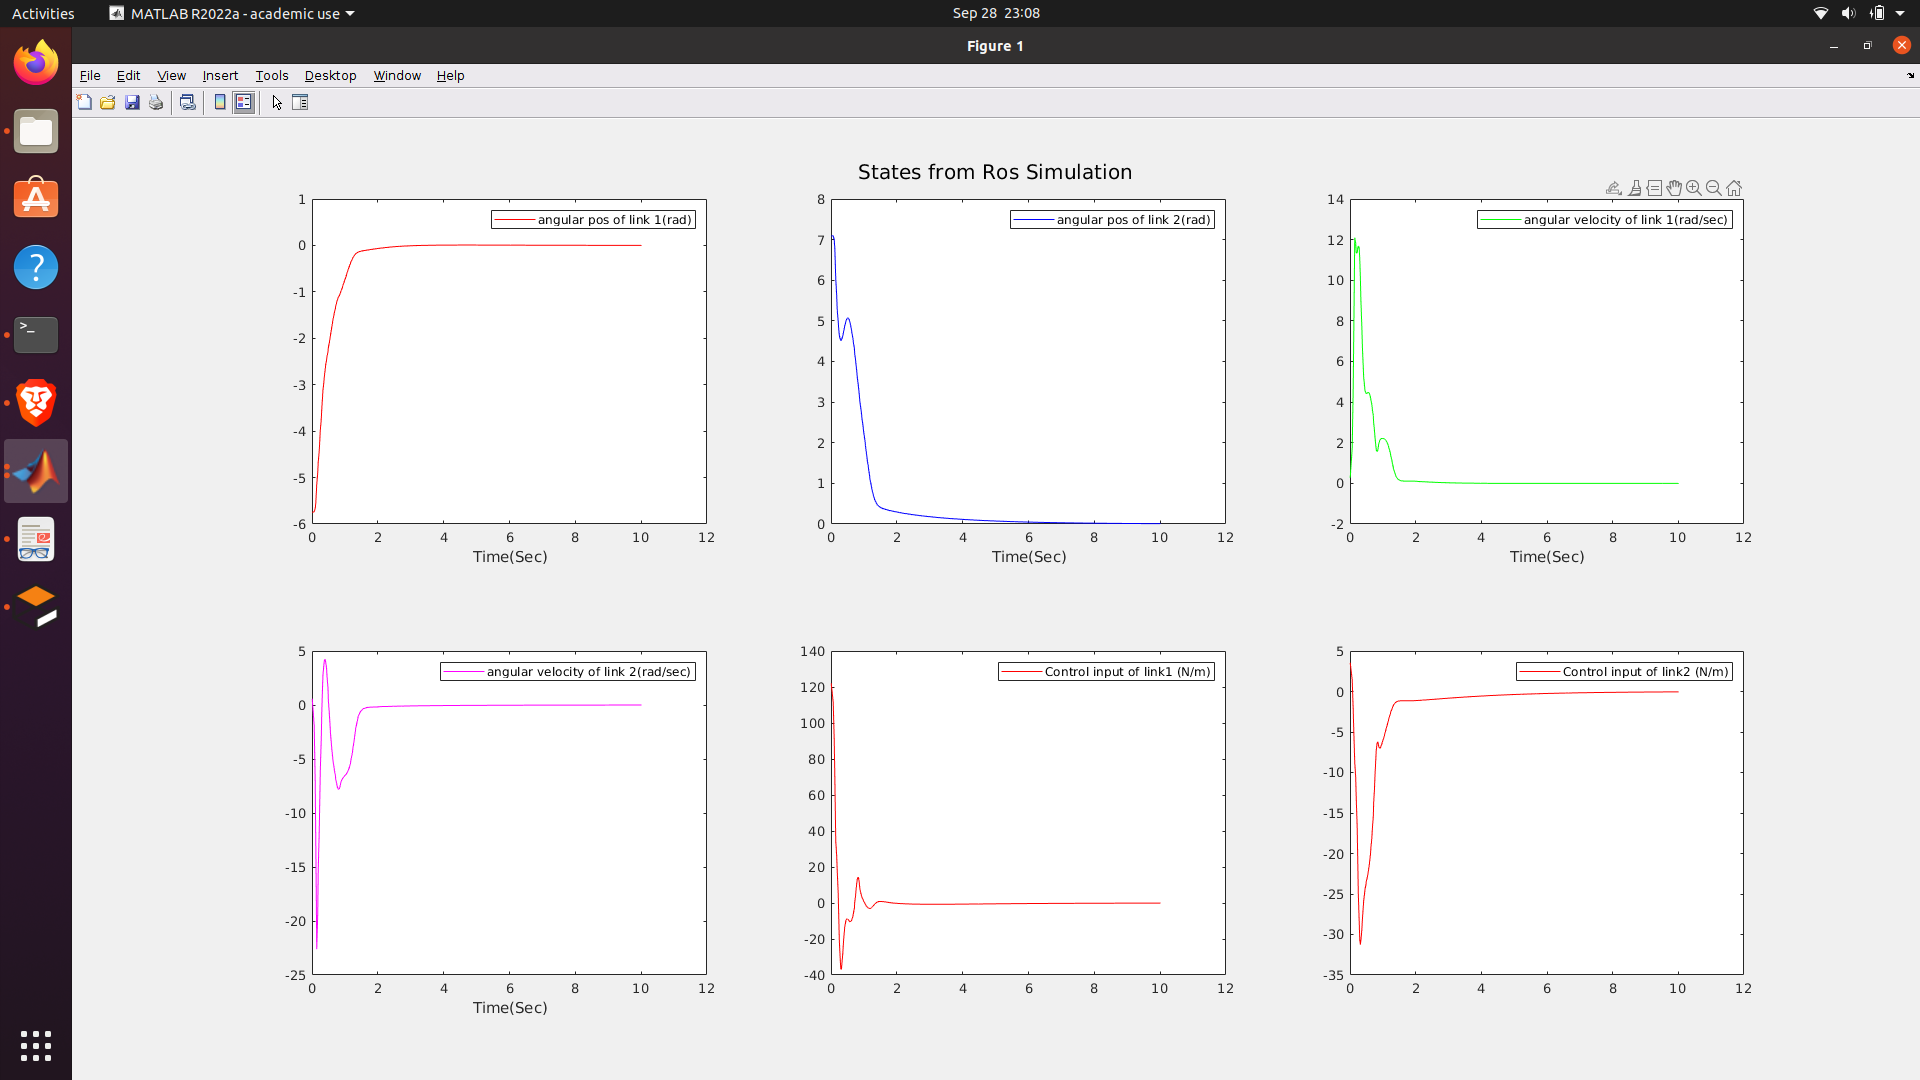 Activities
MATLAB R2022a - academic use
Sep 28 23:08
Figure 1
File Edit View Insert Tools Desktop Window Help
States from Ros Simulation
1
0
-1
-2
-3
-4
-5
-6
angular pos of link 1(rad)
0 2 4 6 8 10 12
Time(Sec)
8
7
6
5
4
3
2
1
0
angular pos of link 2(rad)
0 2 4 6 8 10 12
Time(Sec)
14
12
10
8
6
4
2
0
-2
angular velocity of link 1(rad/sec)
0 2 4 6 8 10 12
Time(Sec)
5
0
-5
-10
-15
-20
-25
angular velocity of link 2(rad/sec)
0 2 4 6 8 10 12
Time(Sec)
140
120
100
80
60
40
20
0
-20
-40
Control input of link1 (N/m)
0 2 4 6 8 10 12
5
0
-5
-10
-15
-20
-25
-30
-35
Control input of link2 (N/m)
0 2 4 6 8 10 12